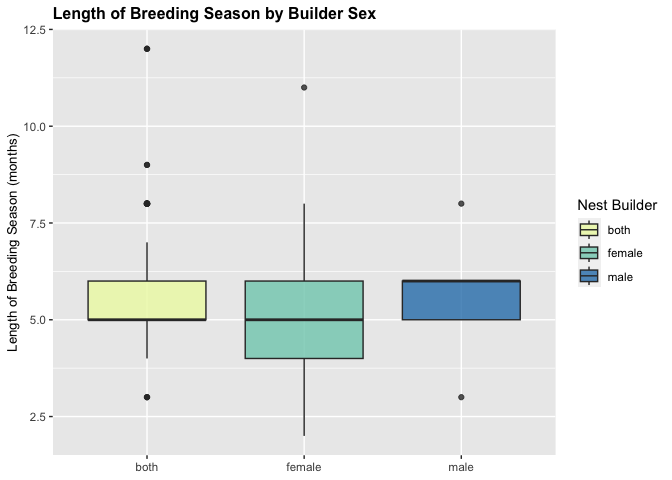 Length of Breeding Season by Builder Sex
Length of Breeding Season (months)
12.5
10.0
7.5
5.0
2.5
both
female
male
Nest Builder
both
female
male